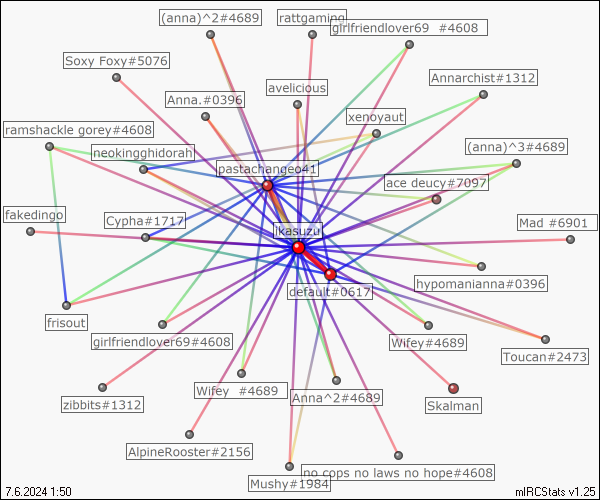 (anna)^2#4689
rattgaming
girlfriendlover69 #4608
Soxy Foxy#5076
Annarchist#1312
avelicious
Anna.#0396
xenoyaut
ramshackle gorey#4608
neokingghidorah
(anna)^3#4689
pastachangeo41
ace deucy#7097
fakedingo
Cypha#1717
jkasuzu
Mad #6901
hypomanianna#0396
default#0617
frisout
girlfriendlover69#4608
Wifey#4689
Toucan#2473
Wifey #4689
Anna^2#4689
zibbits#1312
Skalman
AlpineRooster#2156
no cops no laws no hope#4608
Mushy#1984
7.6.2024 1:50
mIRCStats v1.25